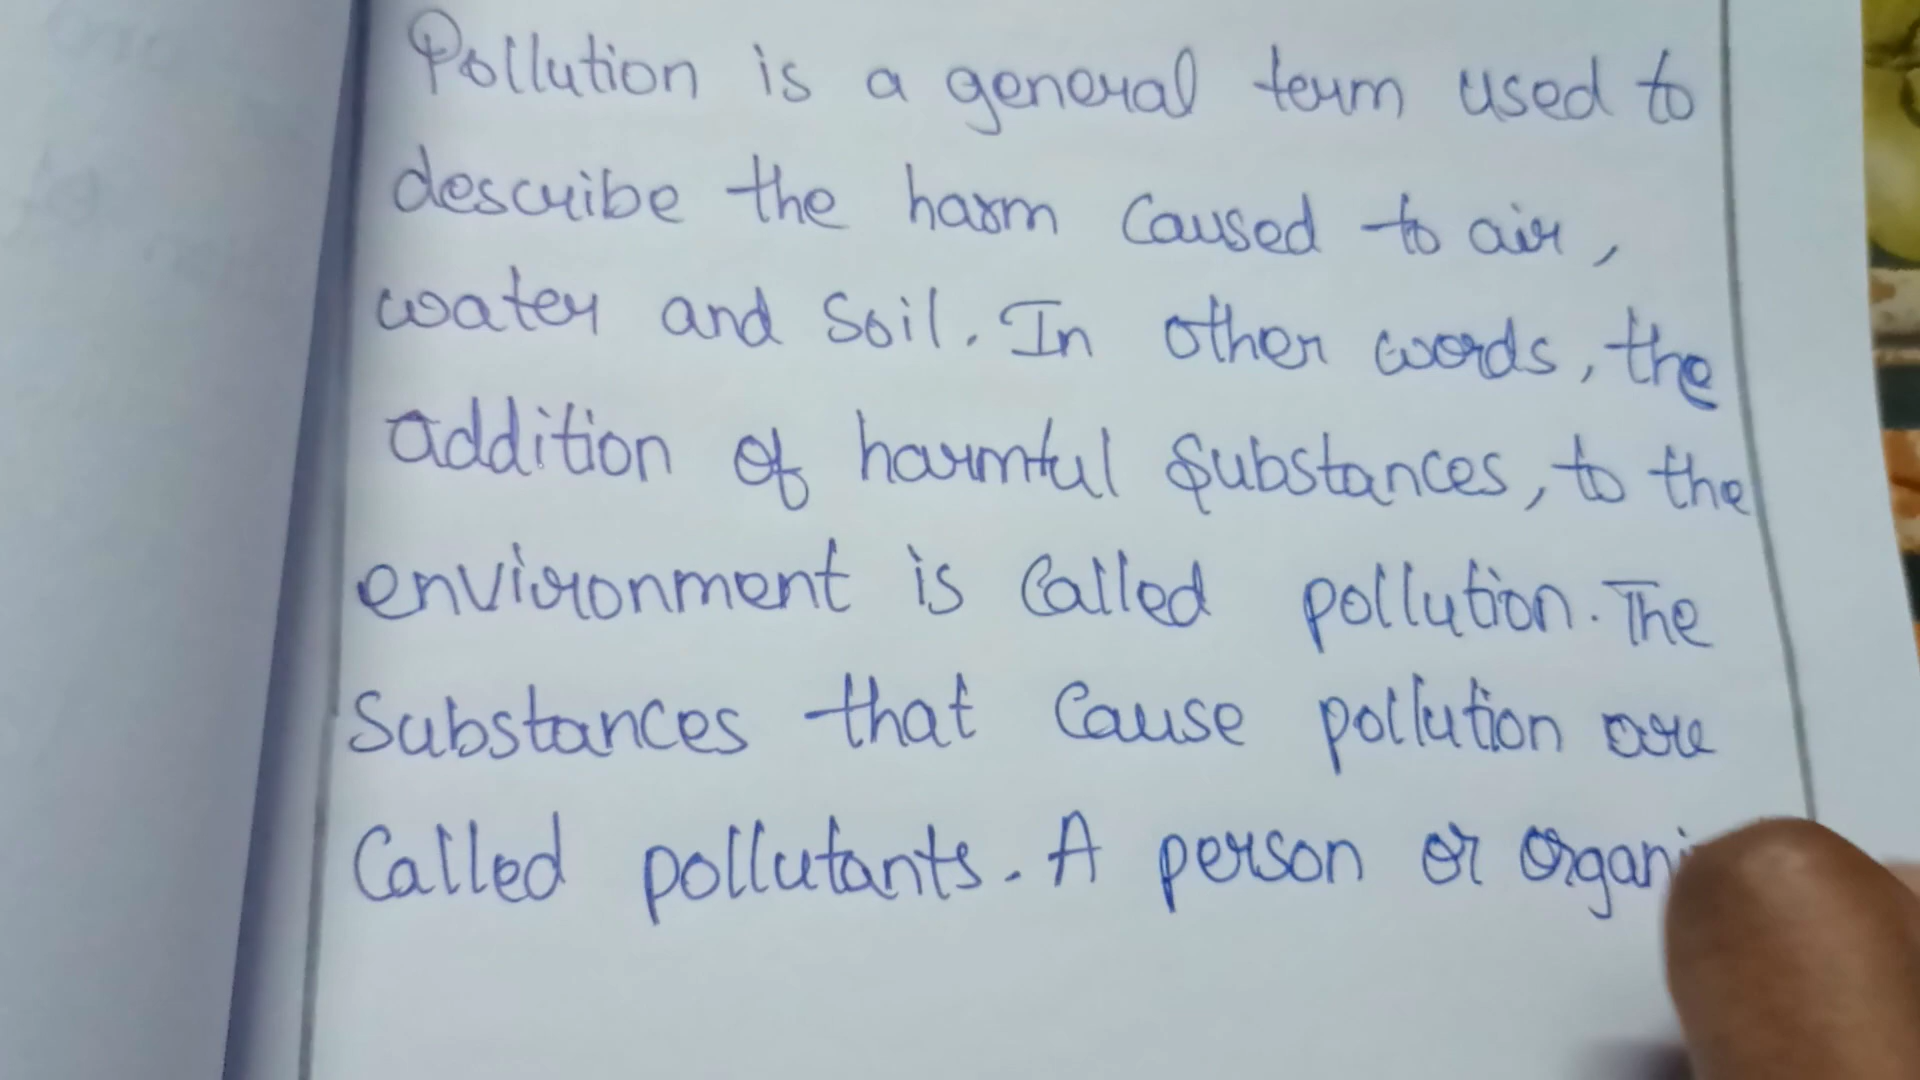 Pollution is a general term used to
describe the harm caused to air,
water and soil. In other words, the
addition of harmful substances, to the
environment is called pollution. The
Substances that cause pollution are
Called pollutants. A person or organi